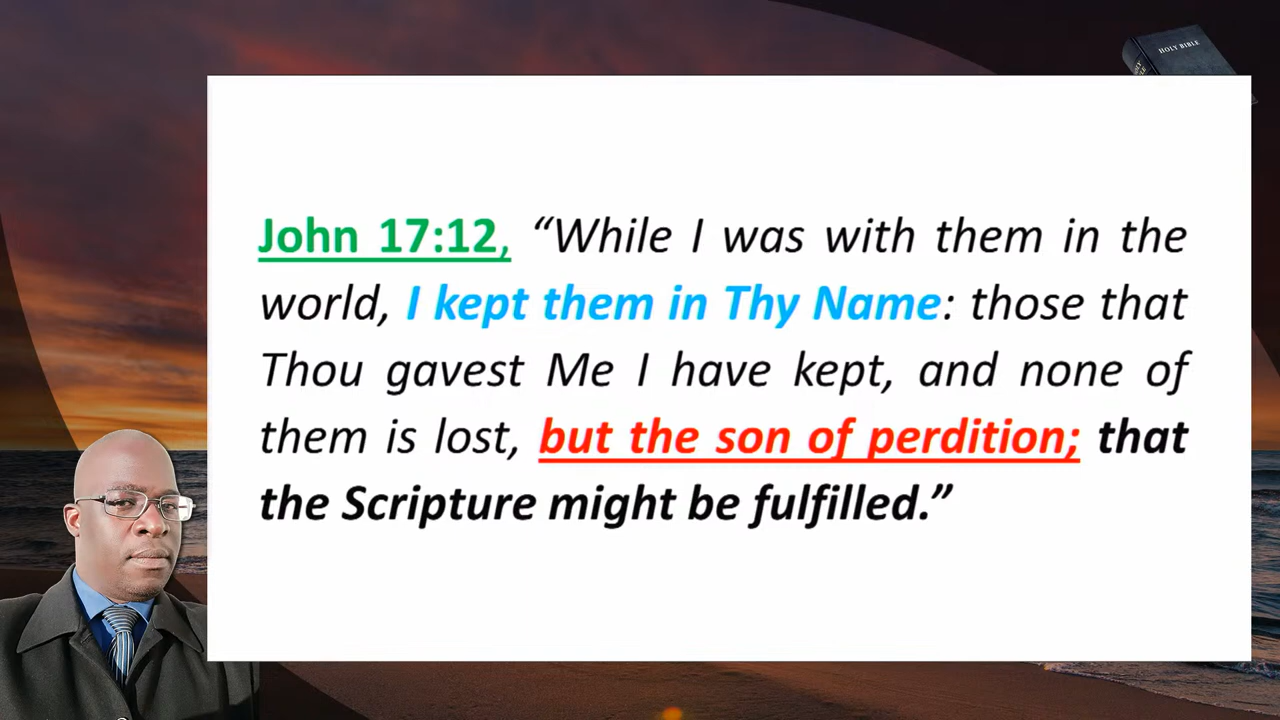 HOLY BIBLE
John 17:12, “While I was with them in the
world, I kept them in Thy Name: those that
Thou gavest Me I have kept, and none of
them is lost, but the son of perdition; that
the Scripture might be fulfilled.”